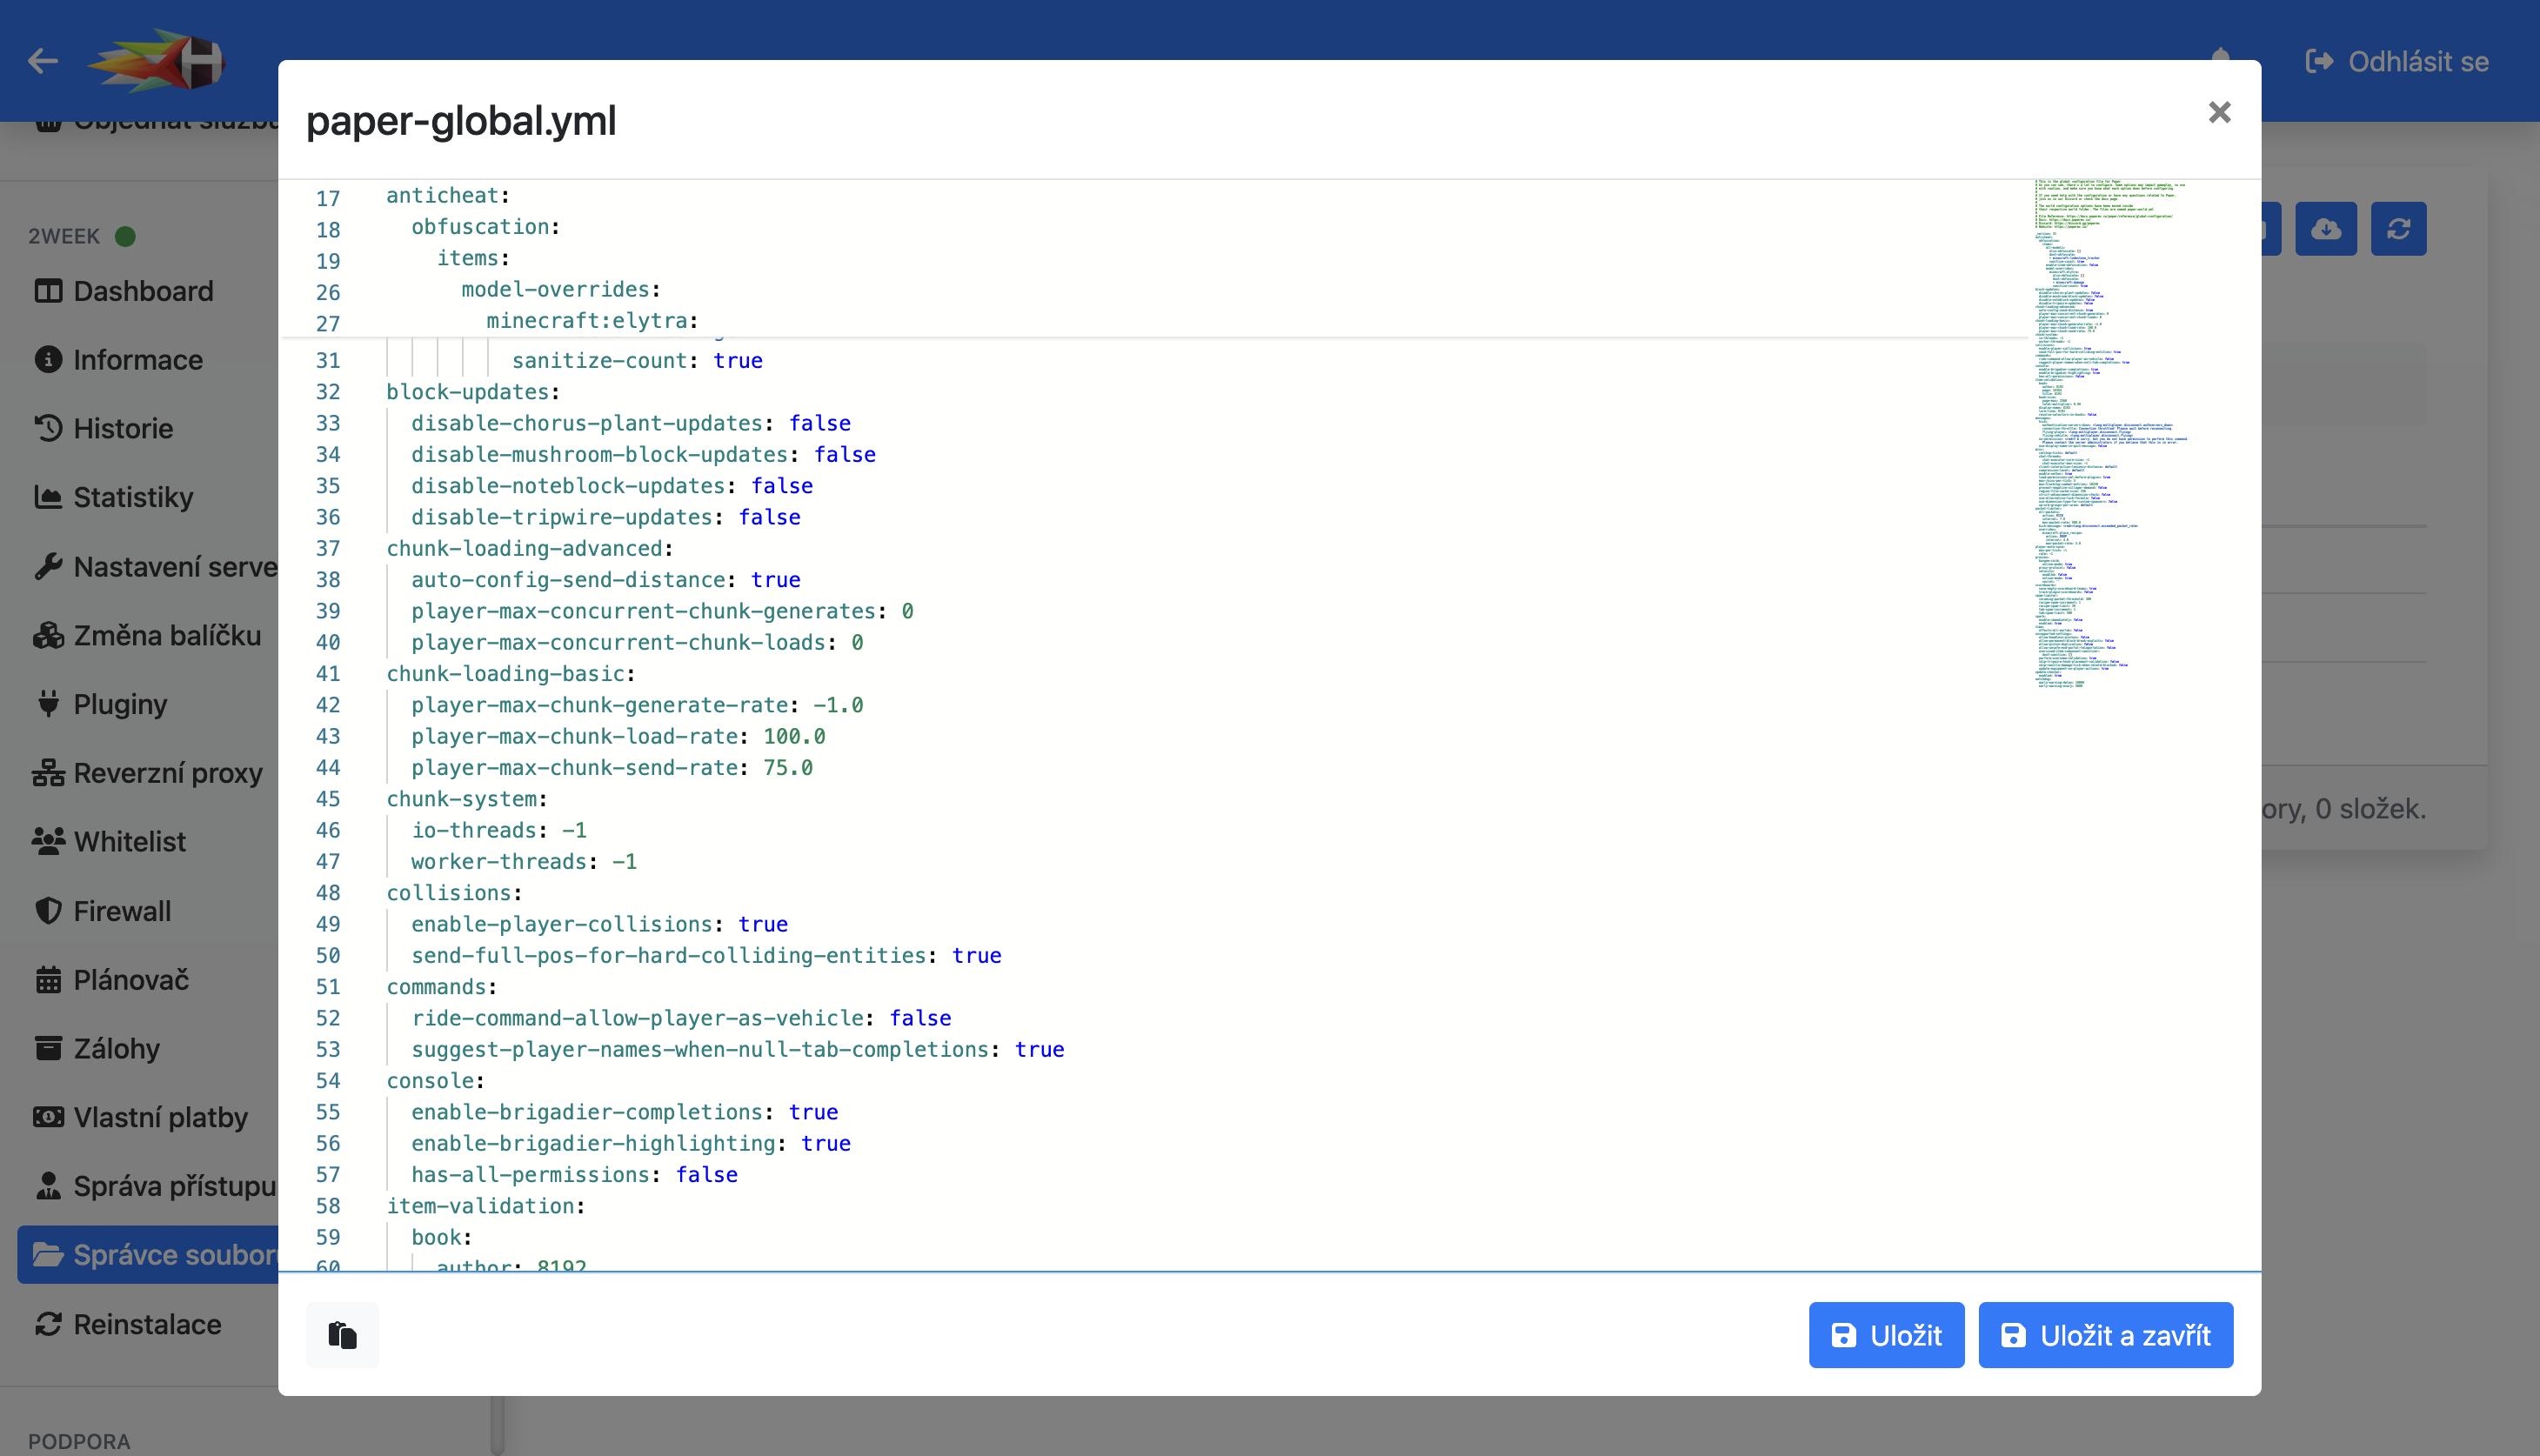 Odhlásit se
paper-global.yml
2WEEK
Dashboard
Informace
Historie
Statistiky
Nastavení serve
Změna balíčku
Pluginy
Reverzní proxy
Whitelist
Firewall
Plánovač
Zálohy
Vlastní platby
Správa přístupu
Správce souborů
Reinstalace
PODPORA
17 anticheat:
18   obfuscation:
19     items:
26       model-overrides:
27         minecraft:elytra:
31           sanitize-count: true
32 block-updates:
33   disable-chorus-plant-updates: false
34   disable-mushroom-block-updates: false
35   disable-noteblock-updates: false
36   disable-tripwire-updates: false
37 chunk-loading-advanced:
38   auto-config-send-distance: true
39   player-max-concurrent-chunk-generates: 0
40   player-max-concurrent-chunk-loads: 0
41 chunk-loading-basic:
42   player-max-chunk-generate-rate: -1.0
43   player-max-chunk-load-rate: 100.0
44   player-max-chunk-send-rate: 75.0
45 chunk-system:
46   io-threads: -1
47   worker-threads: -1
48 collisions:
49   enable-player-collisions: true
50   send-full-pos-for-hard-colliding-entities: true
51 commands:
52   ride-command-allow-player-as-vehicle: false
53   suggest-player-names-when-null-tab-completions: true
54 console:
55   enable-brigadier-completions: true
56   enable-brigadier-highlighting: true
57   has-all-permissions: false
58 item-validation:
59   book:
60     author: 8192
ory, 0 složek.
Uložit
Uložit a zavřít